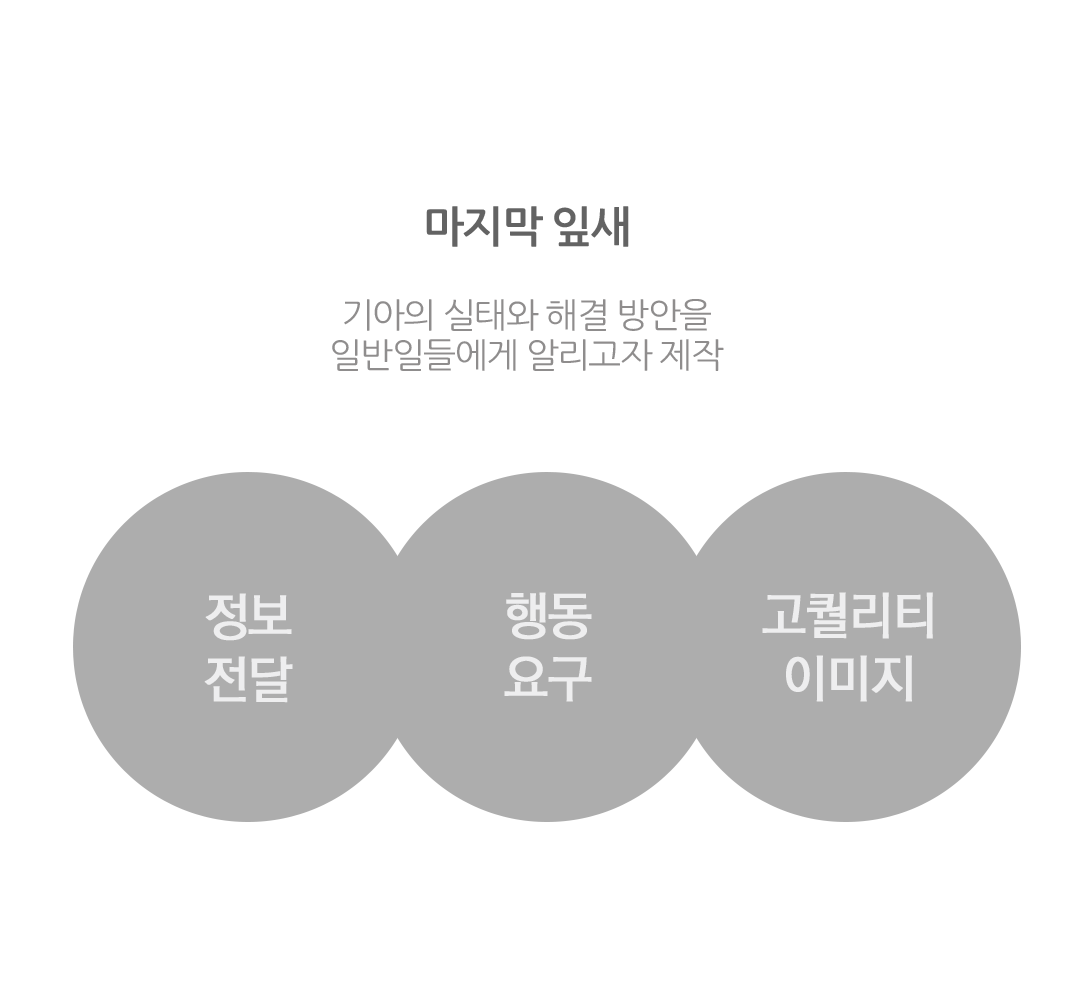 마지막 잎새
기아의 실태와 해결 방안을
일반일들에게 알리고자 제작
정보
전달
행동
요구
고퀄리티
이미지